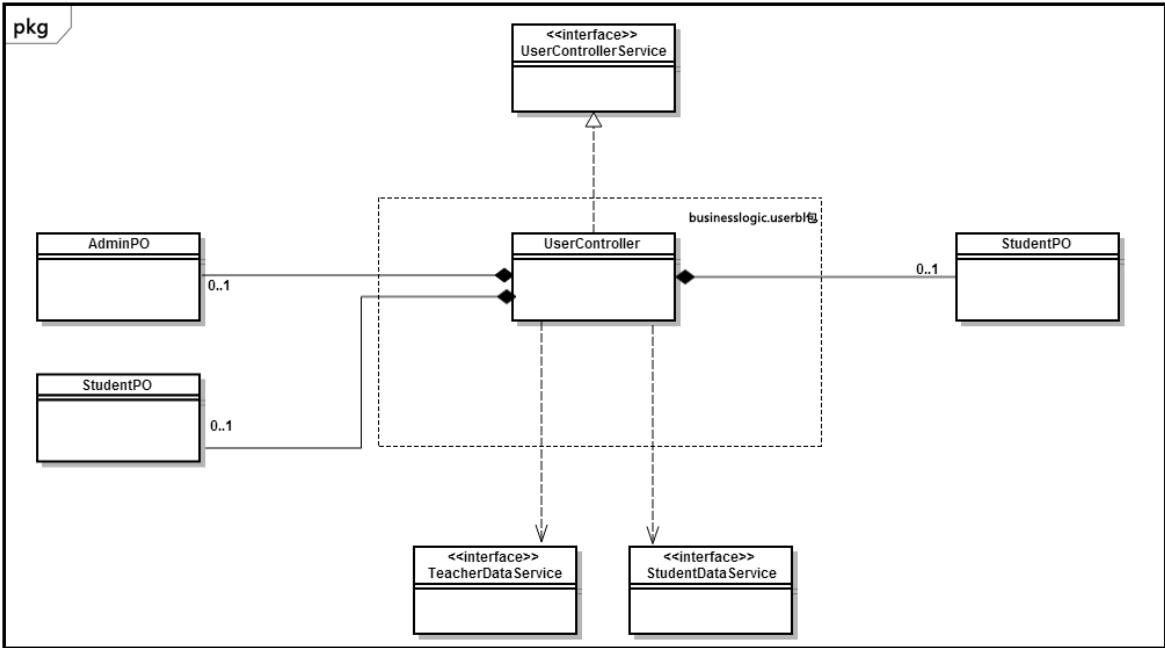 pkg
<<interface>>
UserControllerService
businesslogic.userbl包
AdminPO
UserController
StudentPO
0..1
0..1
StudentPO
0..1
<<interface>>
TeacherDataService
<<interface>>
StudentDataService